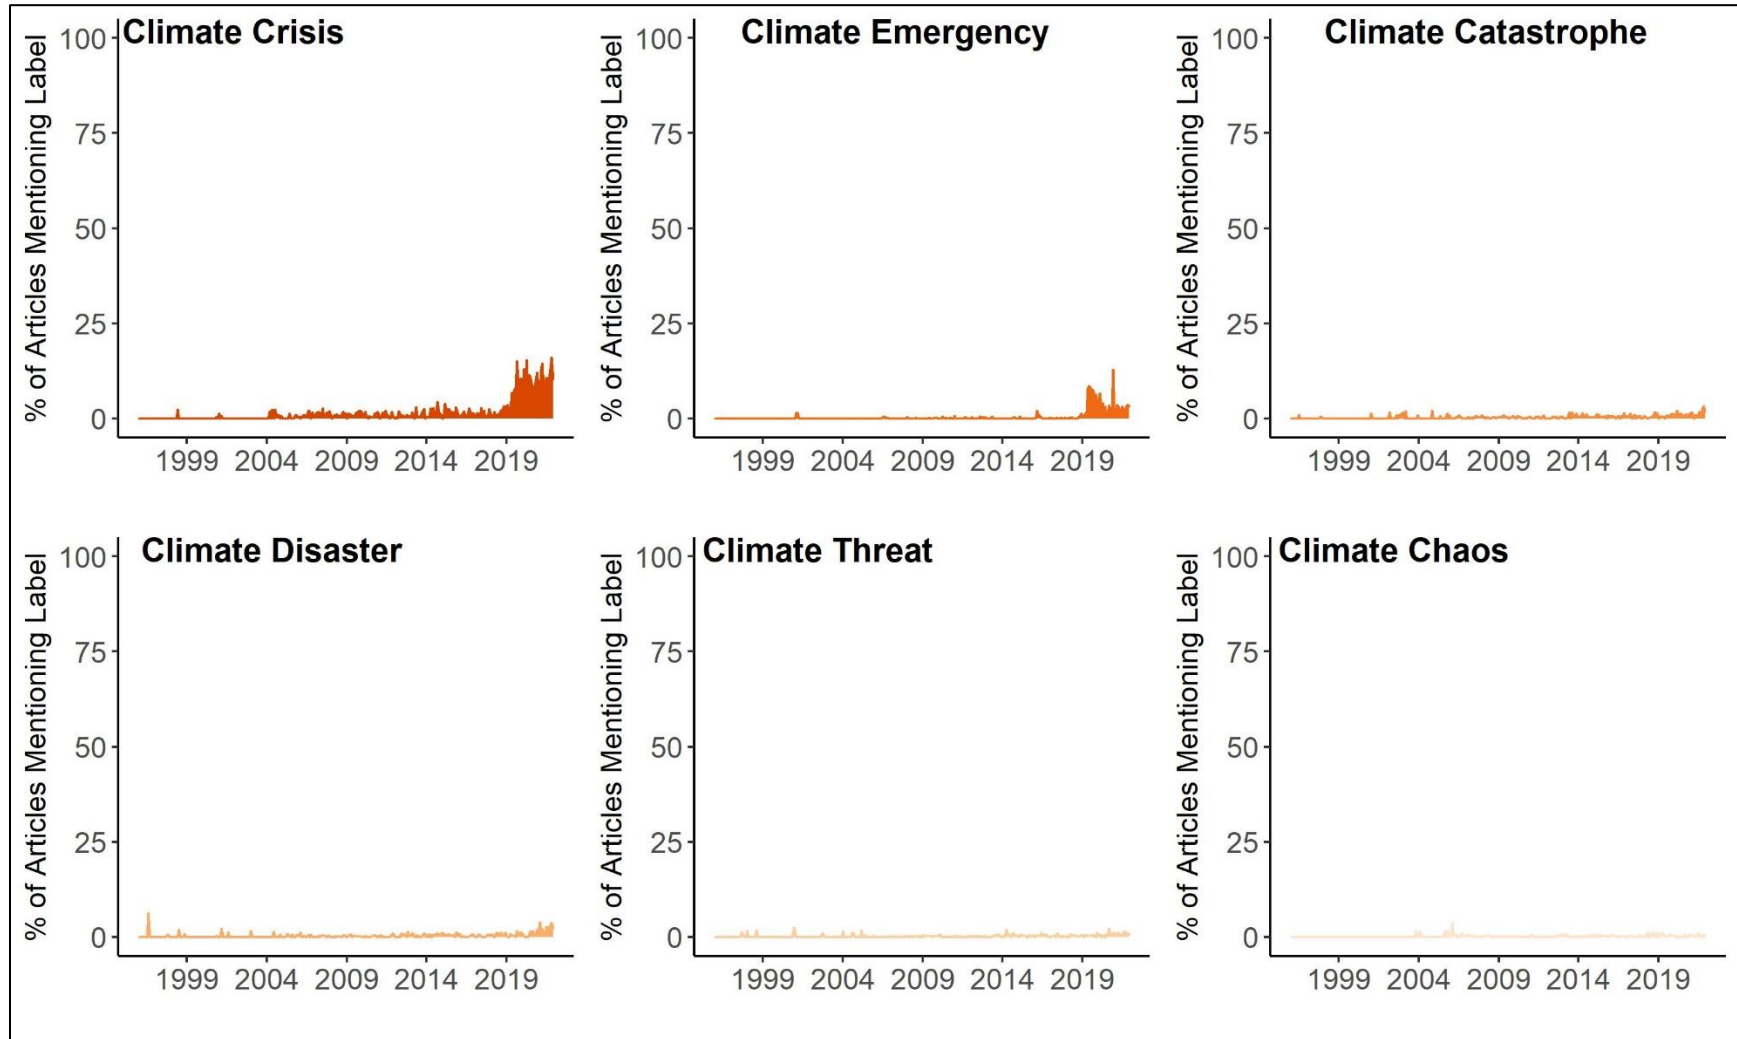 Climate Crisis
% of Articles Mentioning Label
100
75
50
25
0
1999 2004 2009 2014 2019
Climate Emergency
% of Articles Mentioning Label
100
75
50
25
0
1999 2004 2009 2014 2019
Climate Catastrophe
% of Articles Mentioning Label
100
75
50
25
0
1999 2004 2009 2014 2019
Climate Disaster
% of Articles Mentioning Label
100
75
50
25
0
1999 2004 2009 2014 2019
Climate Threat
% of Articles Mentioning Label
100
75
50
25
0
1999 2004 2009 2014 2019
Climate Chaos
% of Articles Mentioning Label
100
75
50
25
0
1999 2004 2009 2014 2019